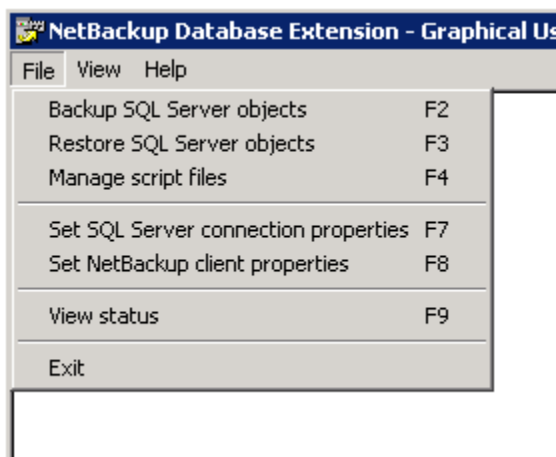 NetBackup Database Extension - Graphical Us
File View Help
Backup SQL Server objects F2
Restore SQL Server objects F3
Manage script files F4
Set SQL Server connection properties F7
Set NetBackup client properties F8
View status F9
Exit